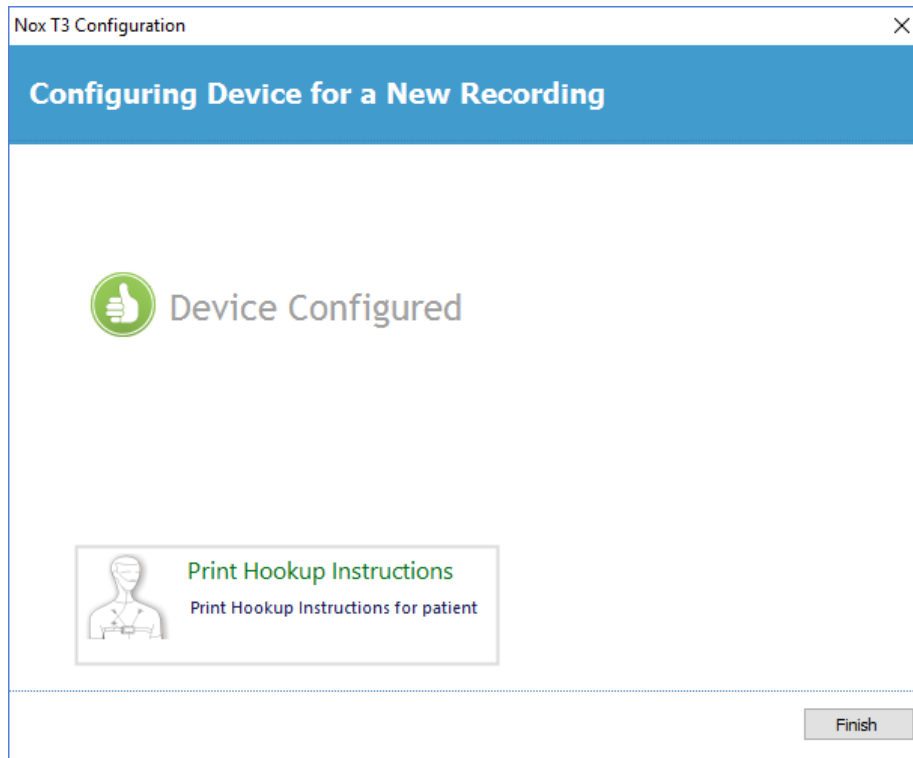 Nox T3 Configuration
Configuring Device for a New Recording
Device Configured
Print Hookup Instructions
Print Hookup Instructions for patient
Finish